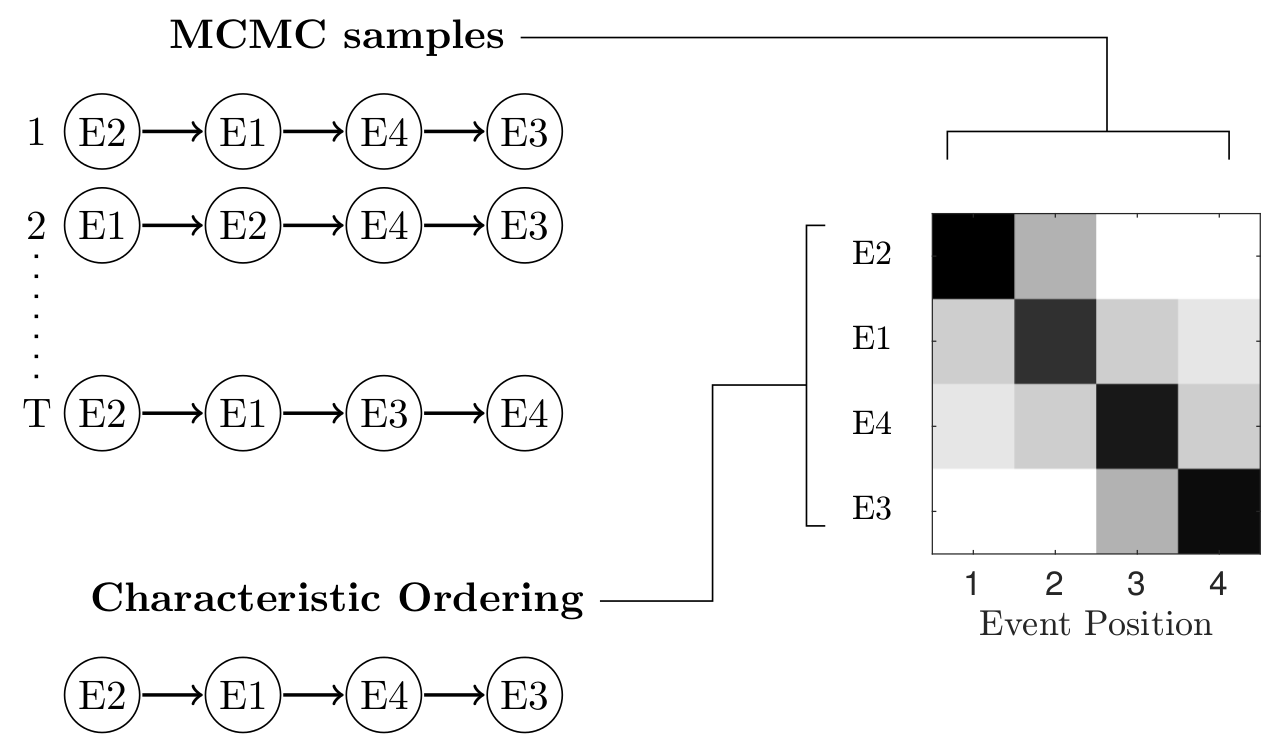 MCMC samples
1 E2 E1 E4 E3
2 E1 E2 E4 E3
T E2 E1 E3 E4
Characteristic Ordering
E2 E1 E4 E3
E2
E1
E4
E3
1 2 3 4
Event Position